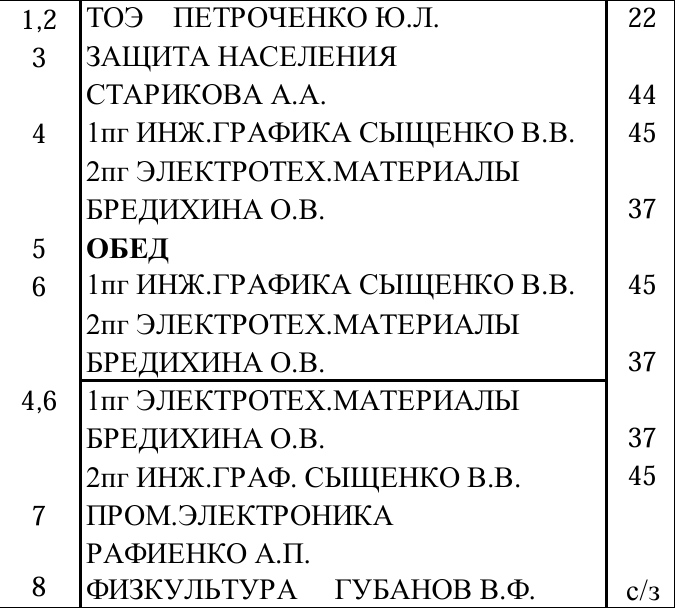 1,2 ТОЭ ПЕТРОЧЕНКО Ю.Л. 22
3 ЗАЩИТА НАСЕЛЕНИЯ
СТАРИКОВА А.А. 44
4 1пг ИНЖ.ГРАФИКА СЫЩЕНКО В.В. 45
2пг ЭЛЕКТРОТЕХ.МАТЕРИАЛЫ
БРЕДИХИНА О.В. 37
5 ОБЕД
6 1пг ИНЖ.ГРАФИКА СЫЩЕНКО В.В. 45
2пг ЭЛЕКТРОТЕХ.МАТЕРИАЛЫ
БРЕДИХИНА О.В. 37
4,6 1пг ЭЛЕКТРОТЕХ.МАТЕРИАЛЫ
БРЕДИХИНА О.В. 37
2пг ИНЖ.ГРАФ. СЫЩЕНКО В.В. 45
7 ПРОМ.ЭЛЕКТРОНИКА
РАФИЕНКО А.П.
8 ФИЗКУЛЬТУРА ГУБАНОВ В.Ф. с/з